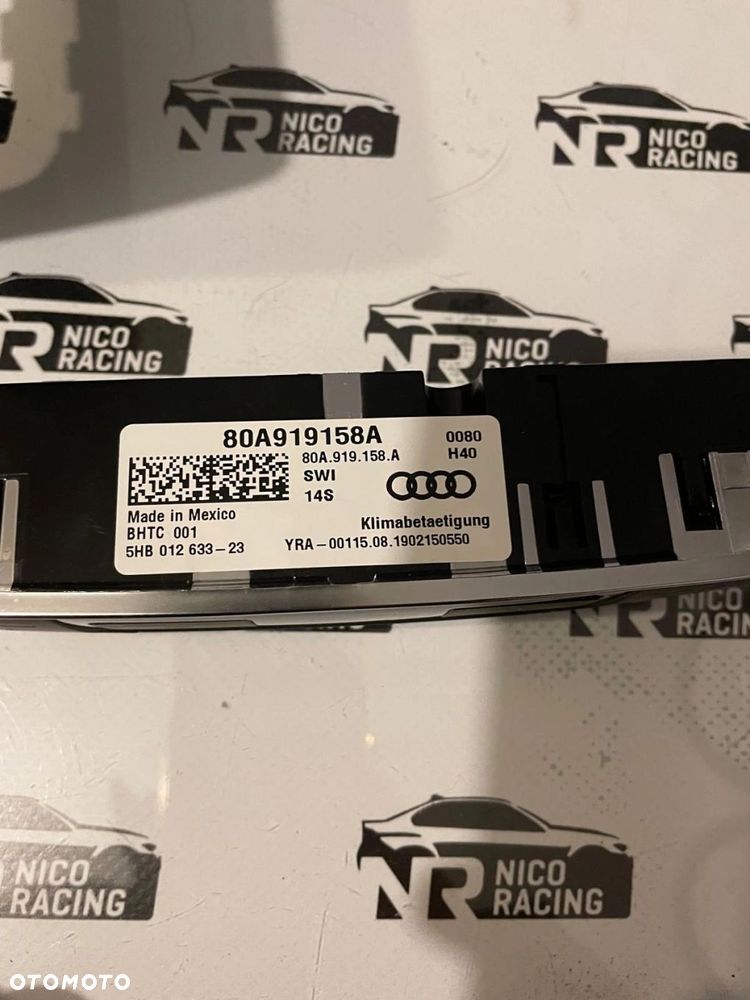 NR NICO
RACING
NR NICO
RACING
R NICO
RACING
NR NICO
RACING
80A919158A
0080
80A.919.158.A
H40
SWI
14S
Made in Mexico
BHTC 001
5HB 012 633-23
Klimabetaetigung
YRA-00115.08.1902150550
NR NICO
RACING
NICO
RACING
NR NICO
RACING
OTOMOTO